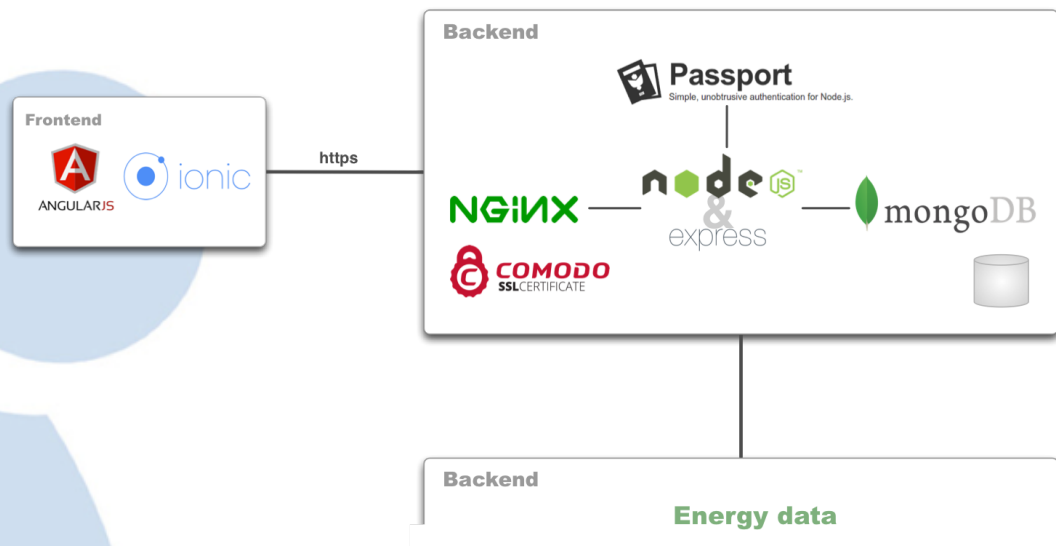 Backend
Passport
Simple, unobtrusive authentication for Node.js.
Frontend
ANGULARJS
ionic
https
NGINX
node JS™
&
express
mongoDB
COMODO
SSLCERTIFICATE
Backend
Energy data